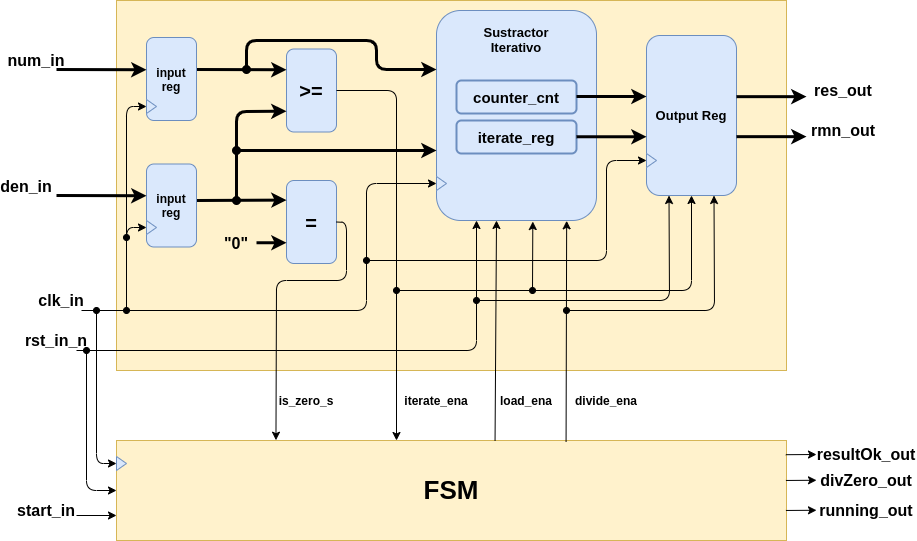 Sustractor
Iterativo
num_in
input
reg
>=
counter_cnt
res_out
Output Reg
iterate_reg
rmn_out
den_in
input
reg
=
"0"
clk_in
rst_in_n
is_zero_s
iterate_ena
load_ena
divide_ena
FSM
resultOk_out
divZero_out
start_in
running_out